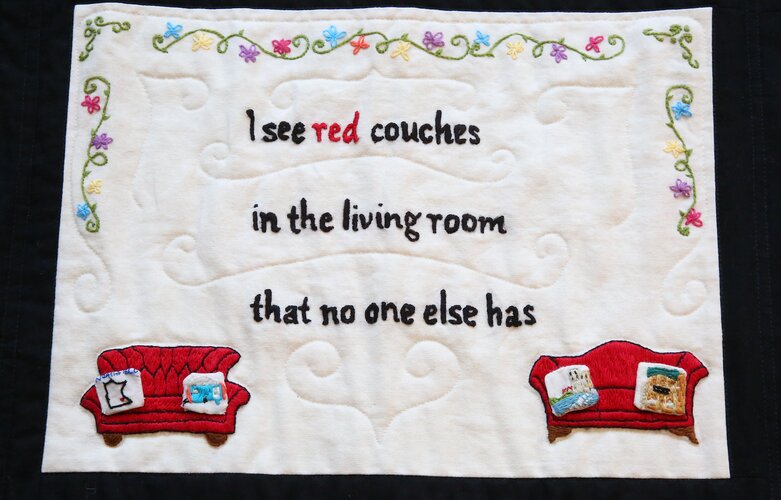 I see red couches
in the living room
that no one else has